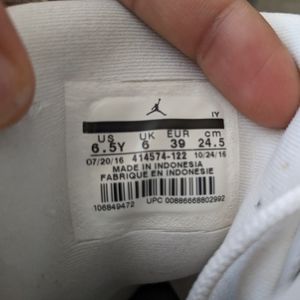 IY
US UK EUR cm
6.5Y 6 39 24.5
07/20/16 414574-122 10/24/16
MADE IN INDONESIA
FABRIQUE EN INDONESIE
106849472 UPC 00886668802992